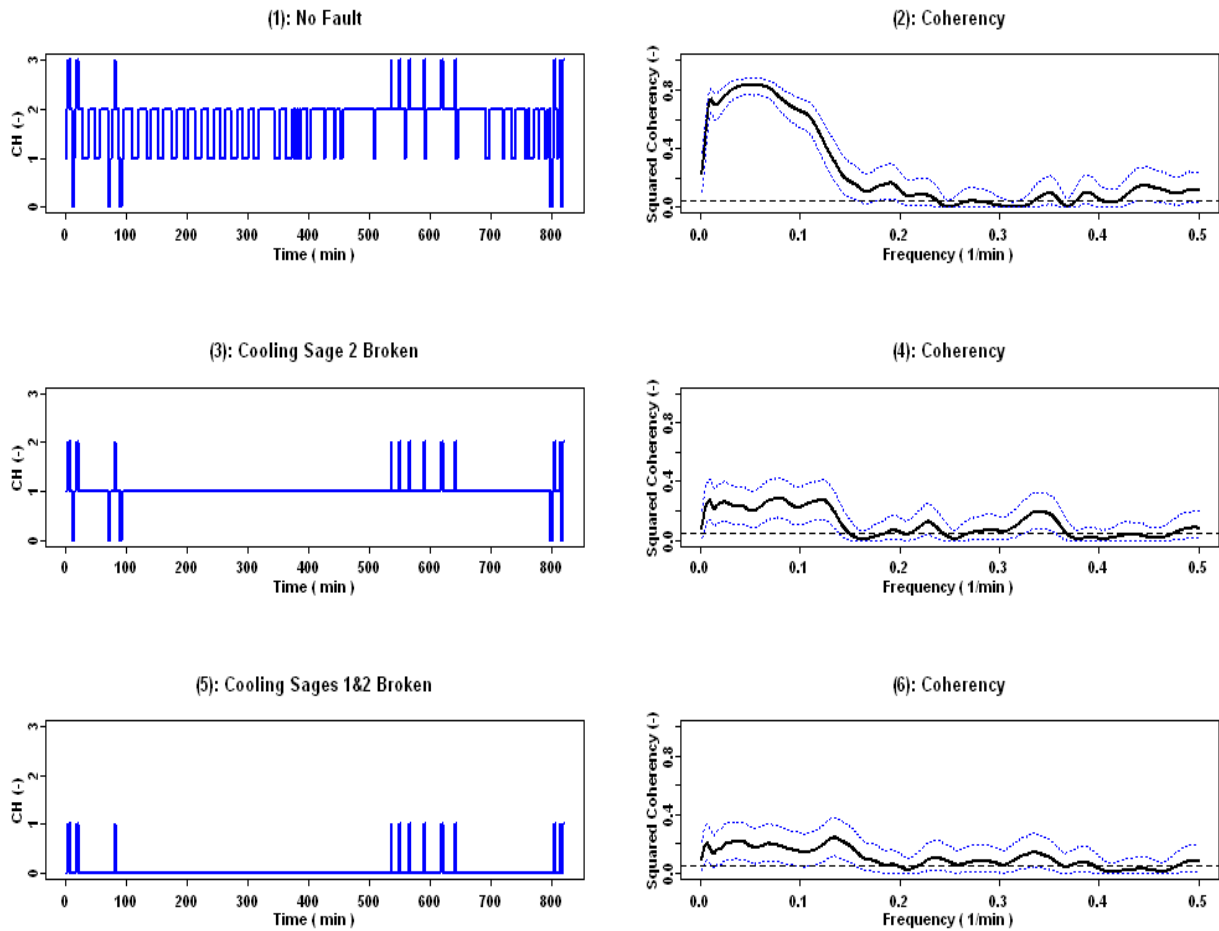 (1): No Fault
CH (-)
3
2
1
0
0 100 200 300 400 500 600 700 800
Time ( min )
(2): Coherency
Squared Coherency (-)
0.8
0.4
0.0
0.0 0.1 0.2 0.3 0.4 0.5
Frequency ( 1/min )
(3): Cooling Sage 2 Broken
CH (-)
3
2
1
0
0 100 200 300 400 500 600 700 800
Time ( min )
(4): Coherency
Squared Coherency (-)
0.8
0.4
0.0
0.0 0.1 0.2 0.3 0.4 0.5
Frequency ( 1/min )
(5): Cooling Sages 1&2 Broken
CH (-)
3
2
1
0
0 100 200 300 400 500 600 700 800
Time ( min )
(6): Coherency
Squared Coherency (-)
0.8
0.4
0.0
0.0 0.1 0.2 0.3 0.4 0.5
Frequency ( 1/min )